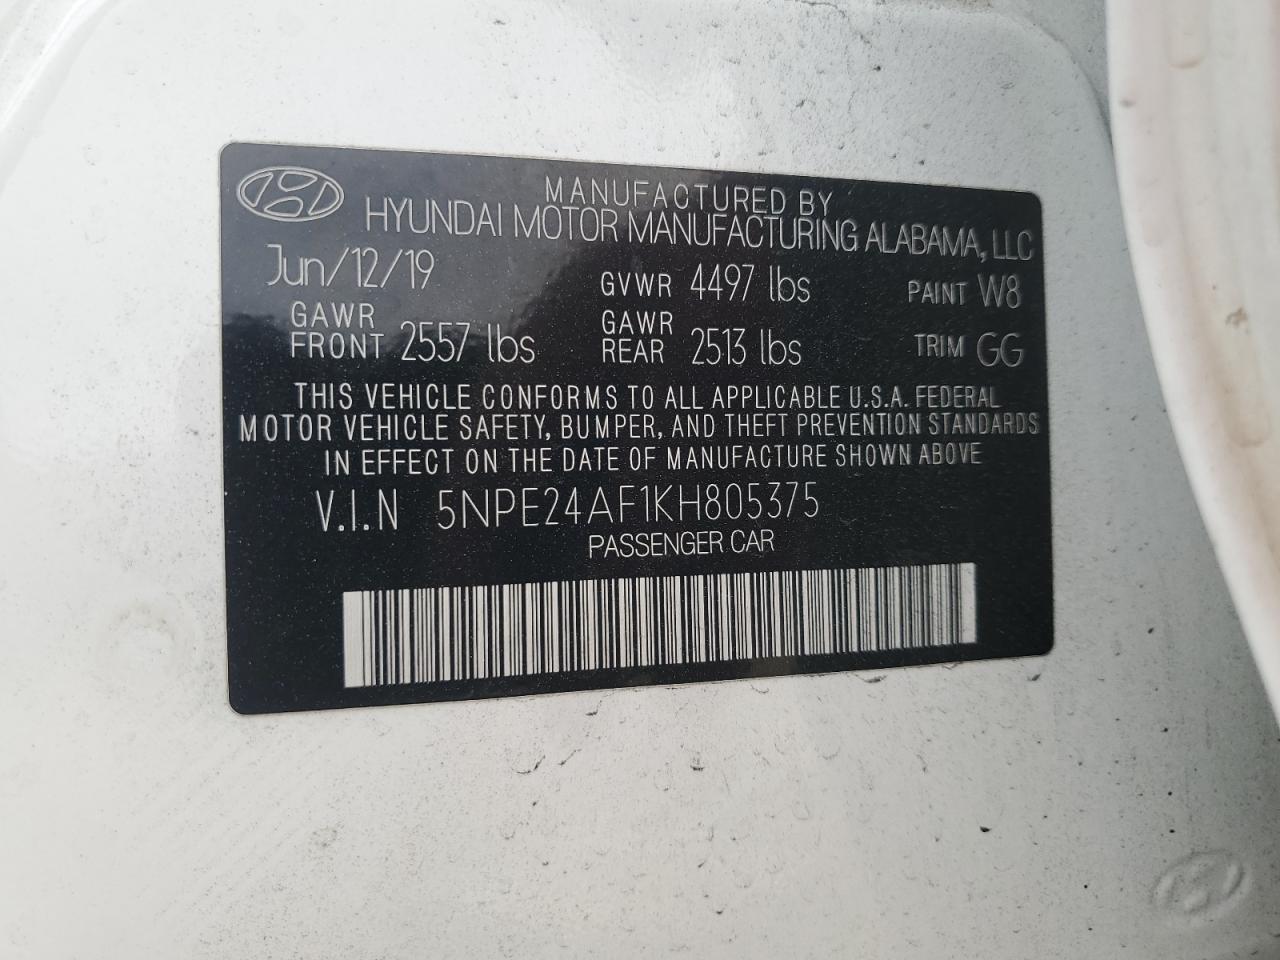 MANUFACTURED BY
HYUNDAI MOTOR MANUFACTURING ALABAMA, LLC
Jun/12/19 GVWR 4497 lbs PAINT W8
GAWR FRONT 2557 lbs GAWR REAR 2513 lbs TRIM GG
THIS VEHICLE CONFORMS TO ALL APPLICABLE U.S.A. FEDERAL
MOTOR VEHICLE SAFETY, BUMPER, AND THEFT PREVENTION STANDARDS
IN EFFECT ON THE DATE OF MANUFACTURE SHOWN ABOVE
V.I.N 5NPE24AF1KH805375
PASSENGER CAR